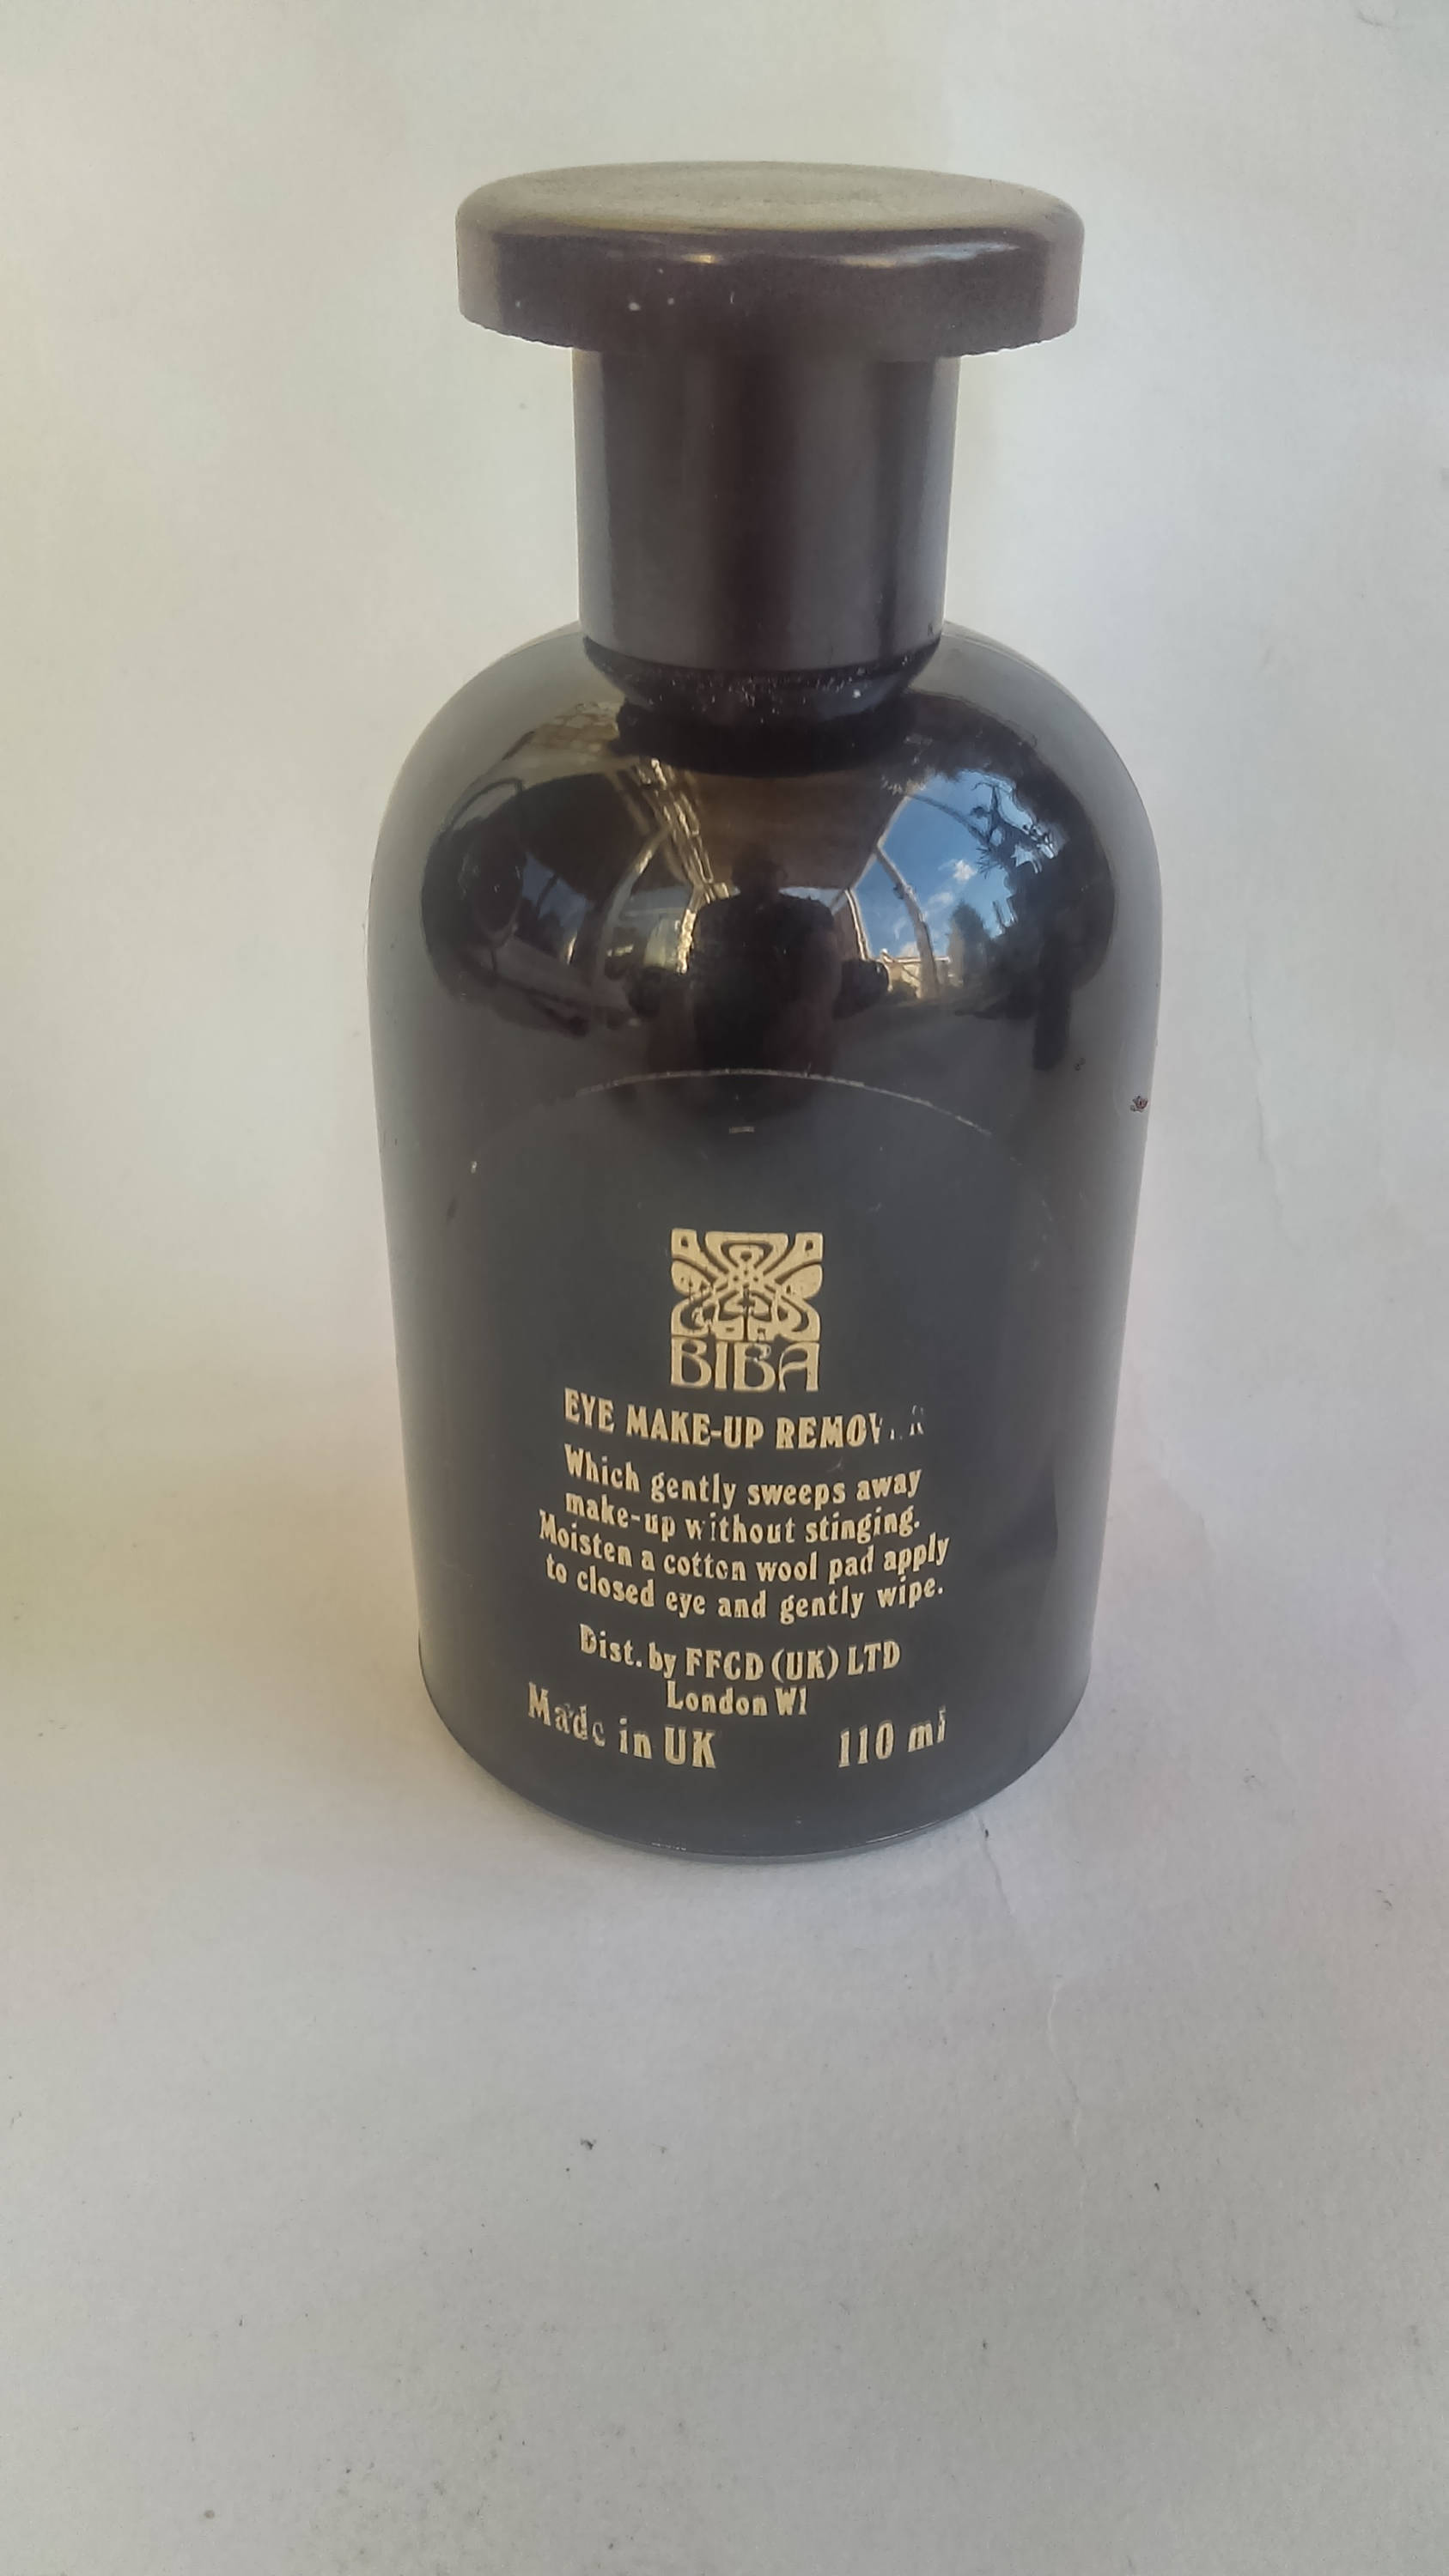 BIBA
EYE MAKE-UP REMOVER
Which gently sweeps away
make-up without stinging.
Moisten a cotton wool pad apply
to closed eye and gently wipe.
Dist. by FFCD (UK) LTD
London W1
Made in UK 110 ml